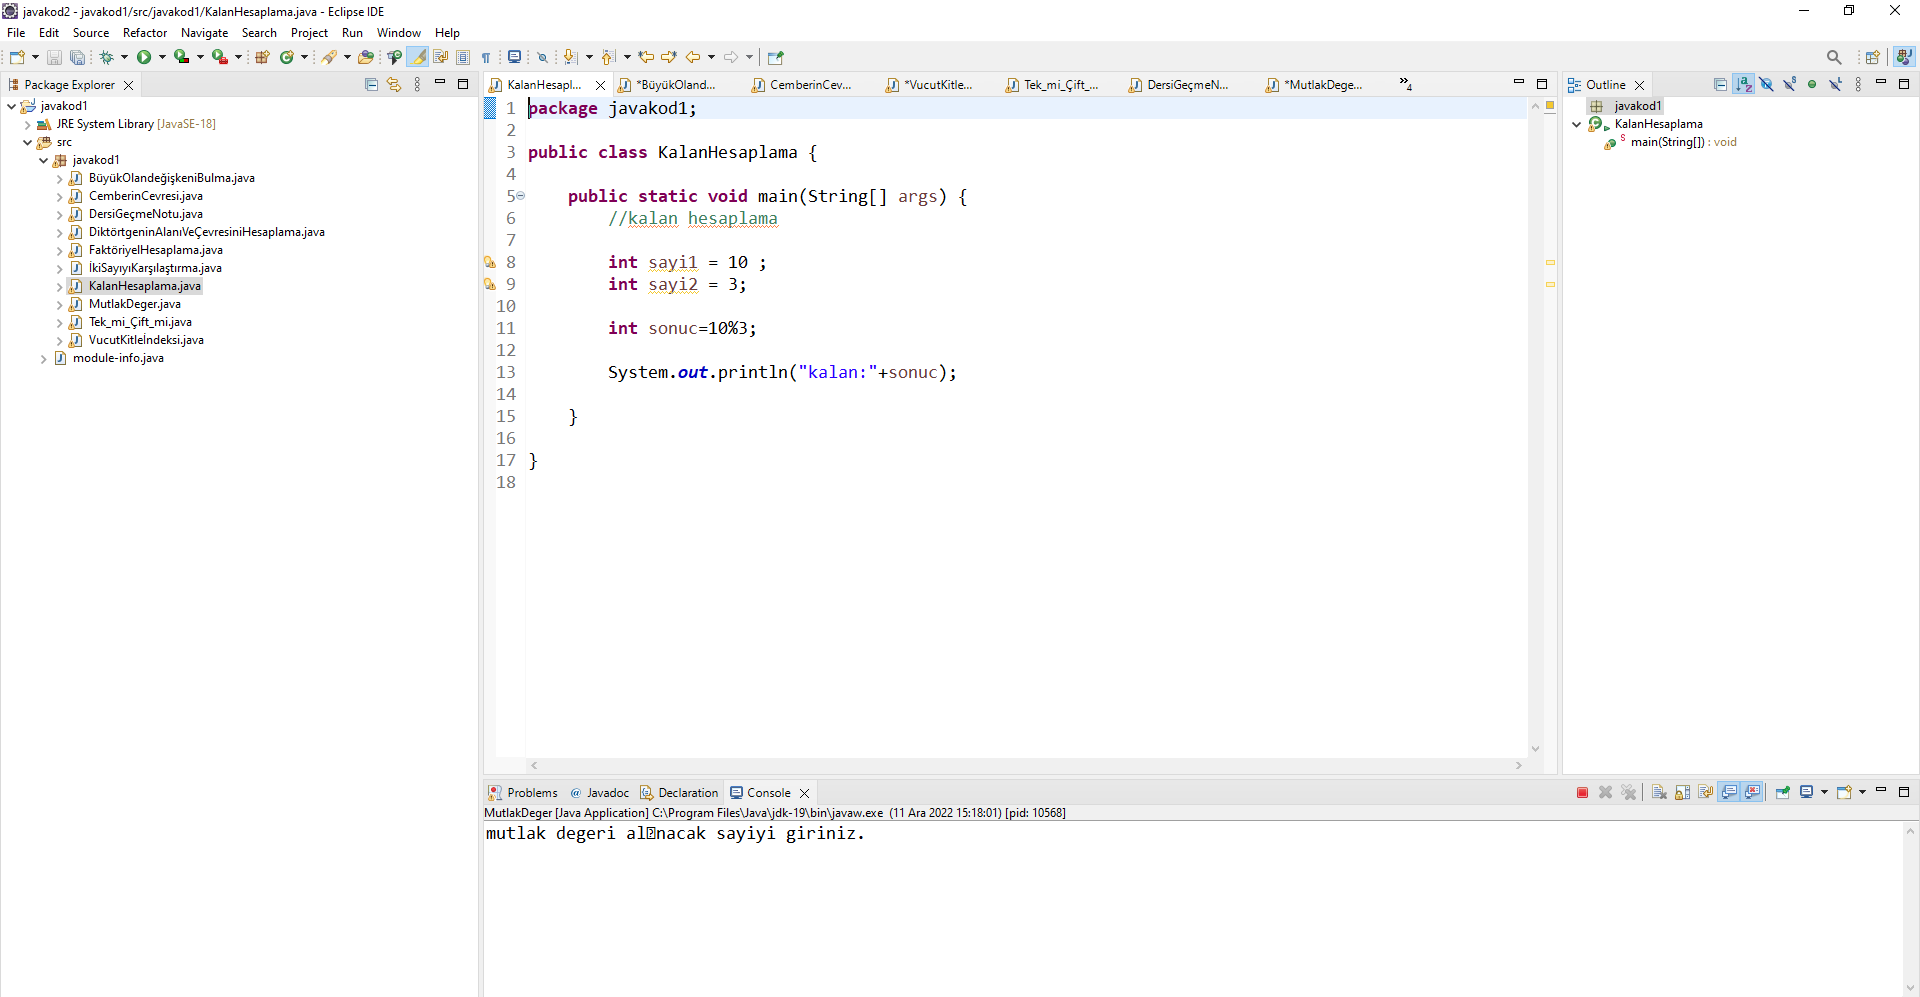 javakod2 - javakod1/src/javakod1/KalanHesaplama.java - Eclipse IDE
File Edit Source Refactor Navigate Search Project Run Window Help
Package Explorer
javakod1
JRE System Library [JavaSE-18]
src
javakod1
BüyükOlandeğişkeniBulma.java
CemberinCevresi.java
DersiGeçmeNotu.java
DiktörtgeninAlanıVeÇevresiniHesaplama.java
FaktöriyelHesaplama.java
İkiSayıyıKarşılaştırma.java
KalanHesaplama.java
MutlakDeger.java
Tek_mi_Çift_mi.java
VucutKitleİndeksi.java
module-info.java
KalanHesapl... *BüyükOland... CemberinCev... *VucutKitle... Tek_mi_Çift_... DersiGeçmeN... *MutlakDege... »4
1 package javakod1;
2
3 public class KalanHesaplama {
4
5 public static void main(String[] args) {
6 //kalan hesaplama
7
8 int sayi1 = 10 ;
9 int sayi2 = 3;
10
11 int sonuc=10%3;
12
13 System.out.println("kalan:"+sonuc);
14
15 }
16
17 }
18
Outline
javakod1
KalanHesaplama
main(String[]) : void
Problems Javadoc Declaration Console
MutlakDeger [Java Application] C:\Program Files\Java\jdk-19\bin\javaw.exe (11 Ara 2022 15:18:01) [pid: 10568]
mutlak degeri al�nacak sayiyi giriniz.